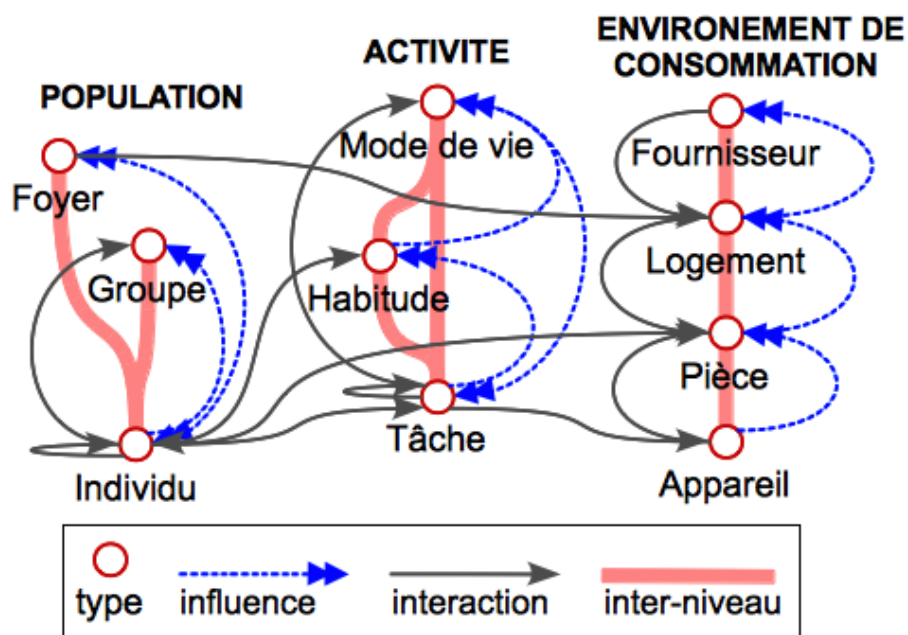 POPULATION
Foyer
Groupe
Individu
ACTIVITE
Mode de vie
Habitude
Tâche
ENVIRONEMENT DE
CONSOMMATION
Fournisseur
Logement
Pièce
Appareil
type
influence
interaction
inter-niveau